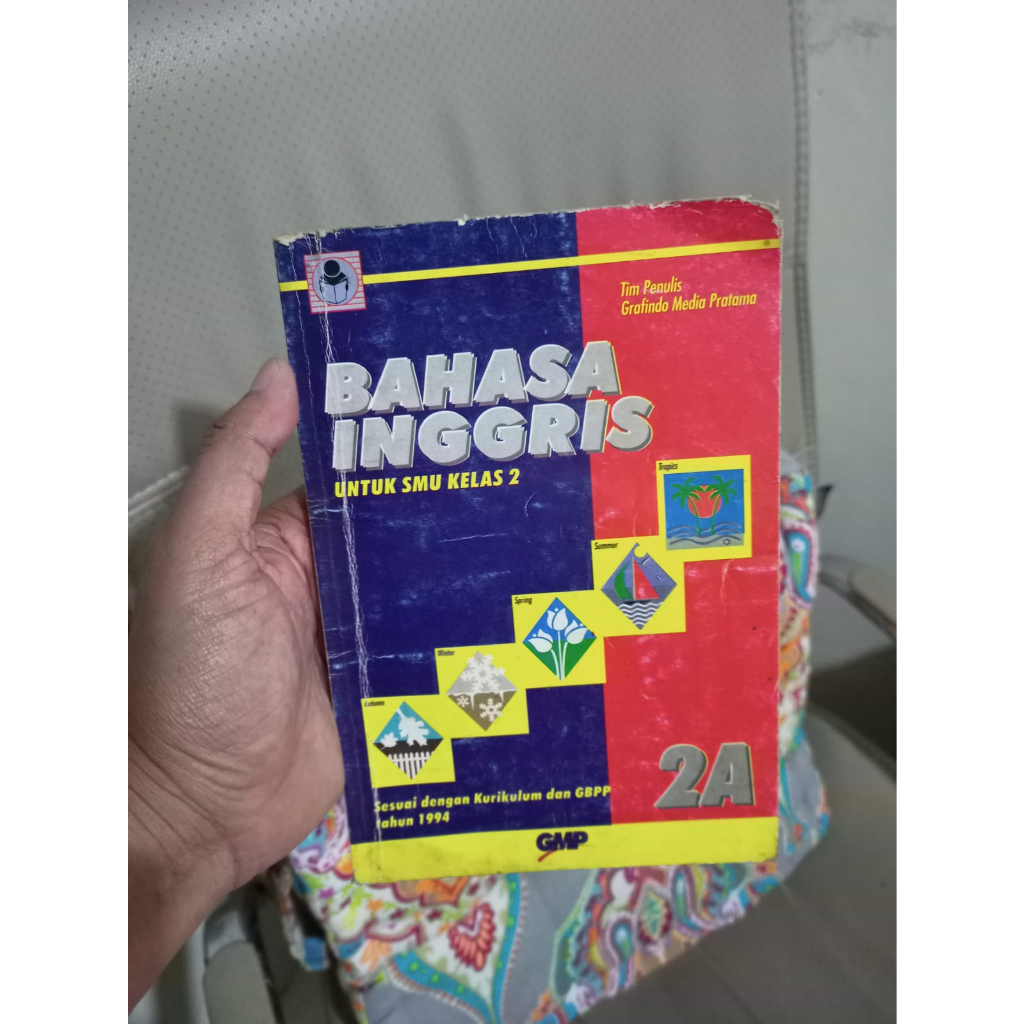 Tim Penulis
Grafindo Media Pratama
BAHASA
INGGRIS
UNTUK SMU KELAS 2
Tropics
Summer
Spring
Winter
Autumn
2A
Sesuai dengan Kurikulum dan GBPP
tahun 1994
GMP